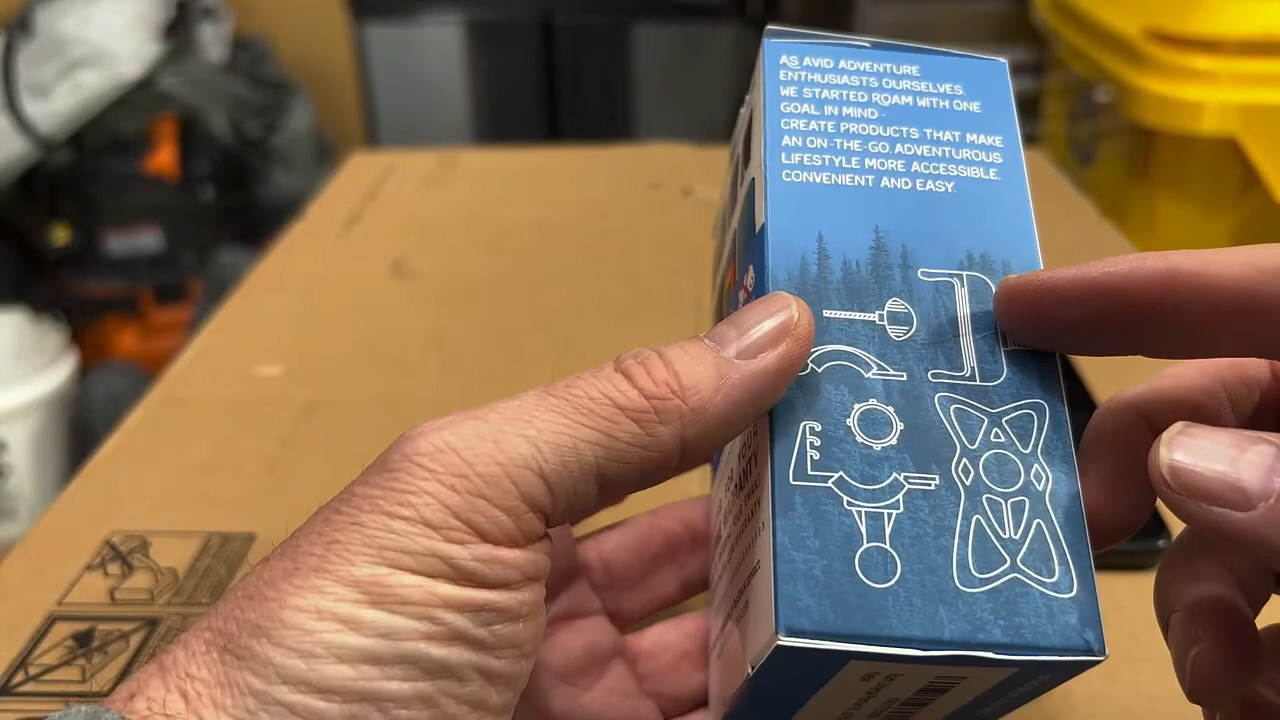 AS AVID ADVENTURE
ENTHUSIASTS OURSELVES,
WE STARTED ROAM WITH ONE
GOAL IN MIND -
CREATE PRODUCTS THAT MAKE
AN ON-THE-GO, ADVENTUROUS
LIFESTYLE MORE ACCESSIBLE,
CONVENIENT AND EASY.
YOUR